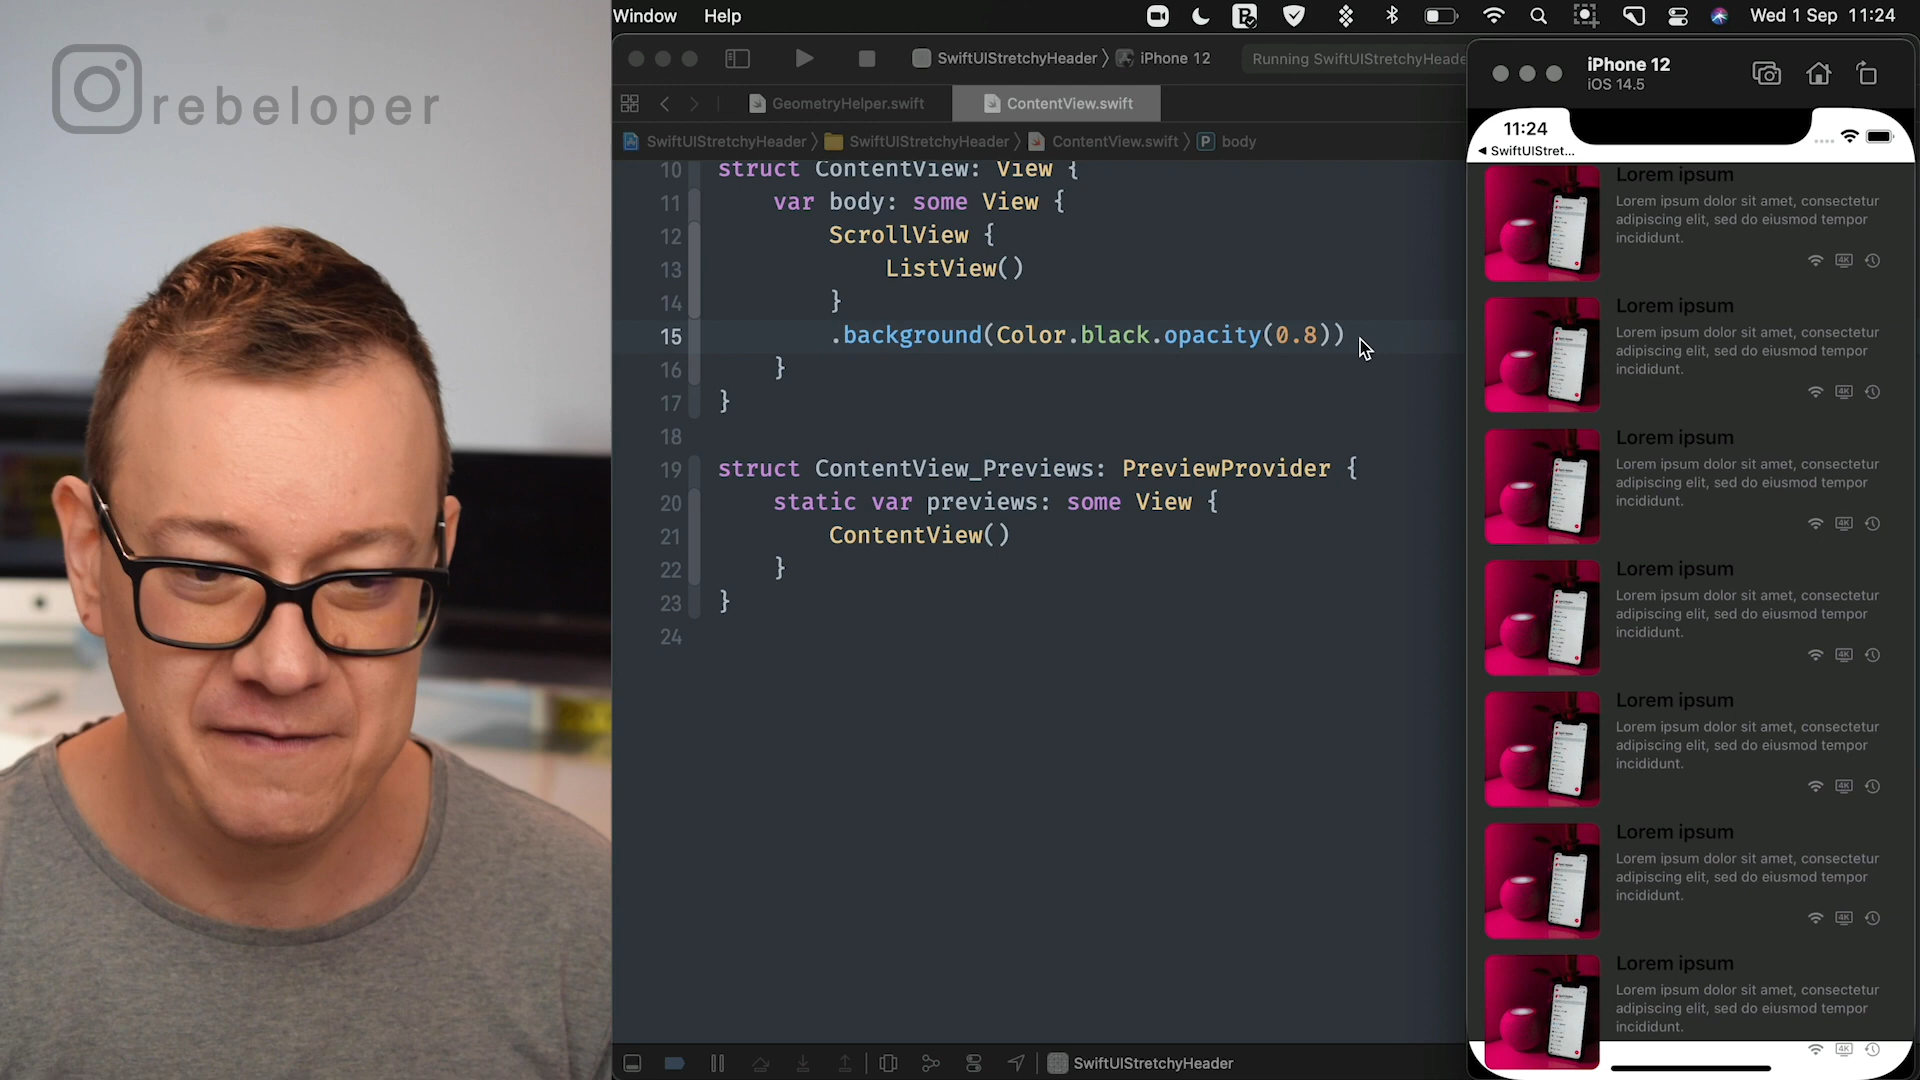 Window Help
Wed 1 Sep 11:24
rebeloper
SwiftUIStretchyHeader
iPhone 12
Running SwiftUIStretchyHeade
GeometryHelper.swift
ContentView.swift
SwiftUIStretchyHeader
SwiftUIStretchyHeader
ContentView.swift
P body
10 struct ContentView: View {
11 var body: some View {
12 ScrollView {
13 ListView()
14 }
15 .background(Color.black.opacity(0.8))
16 }
17 }
18
19 struct ContentView_Previews: PreviewProvider {
20 static var previews: some View {
21 ContentView()
22 }
23 }
24
SwiftUIStretchyHeader
iPhone 12
iOS 14.5
11:24
SwiftUIStret...
Lorem ipsum
Lorem ipsum dolor sit amet, consectetur
adipiscing elit, sed do eiusmod tempor
incididunt.
4K
Lorem ipsum
Lorem ipsum dolor sit amet, consectetur
adipiscing elit, sed do eiusmod tempor
incididunt.
4K
Lorem ipsum
Lorem ipsum dolor sit amet, consectetur
adipiscing elit, sed do eiusmod tempor
incididunt.
4K
Lorem ipsum
Lorem ipsum dolor sit amet, consectetur
adipiscing elit, sed do eiusmod tempor
incididunt.
4K
Lorem ipsum
Lorem ipsum dolor sit amet, consectetur
adipiscing elit, sed do eiusmod tempor
incididunt.
4K
Lorem ipsum
Lorem ipsum dolor sit amet, consectetur
adipiscing elit, sed do eiusmod tempor
incididunt.
4K
Lorem ipsum
Lorem ipsum dolor sit amet, consectetur
adipiscing elit, sed do eiusmod tempor
incididunt.
4K